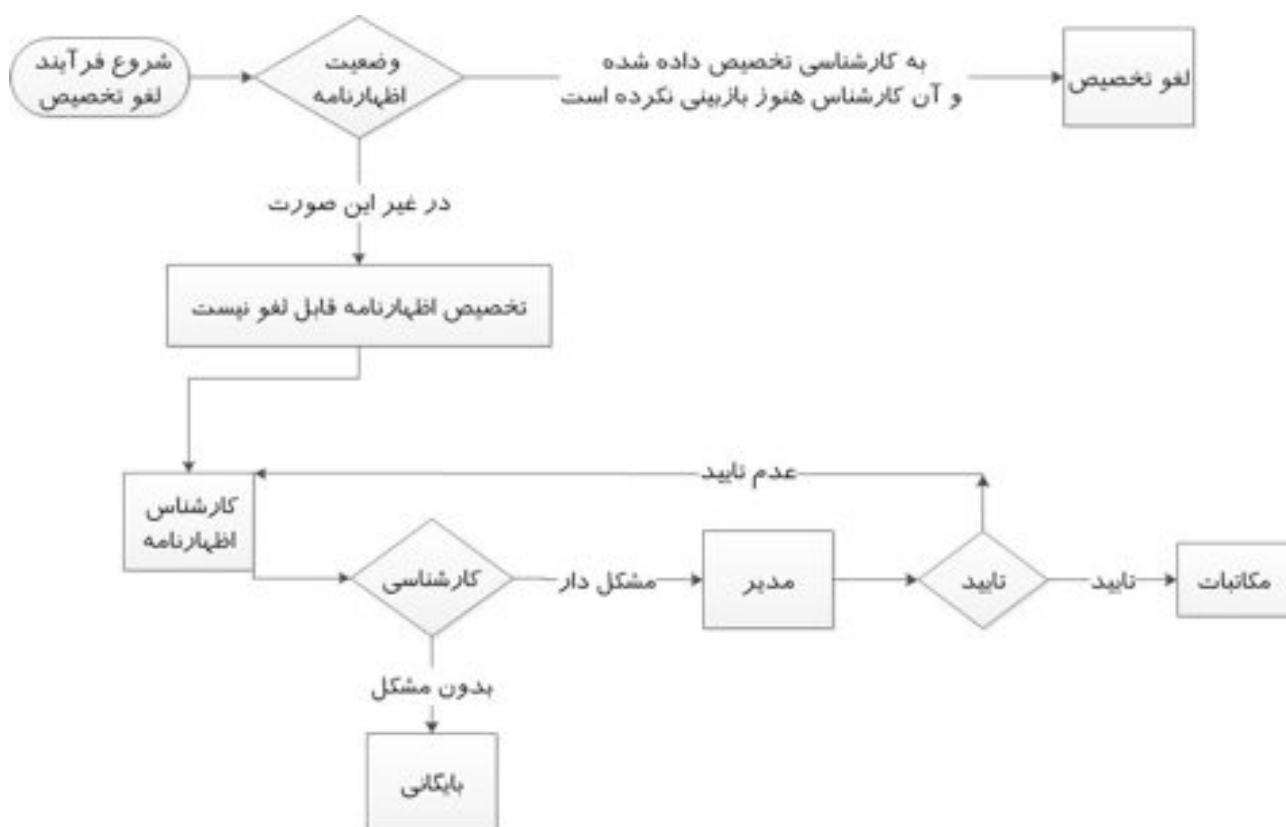 شروع فرآیند
لغو تخصیص
وضعیت
اظهارنامه
به کارشناسی تخصیص داده شده
و آن کارشناس هنوز بازبینی نکرده است
لغو تخصیص
در غیر این صورت
تخصیص اظهارنامه قابل لغو نیست
عدم تایید
کارشناس
اظهارنامه
کارشناسی
مشکل دار
مدیر
تایید
تایید
مکاتبات
بدون مشکل
بایگانی